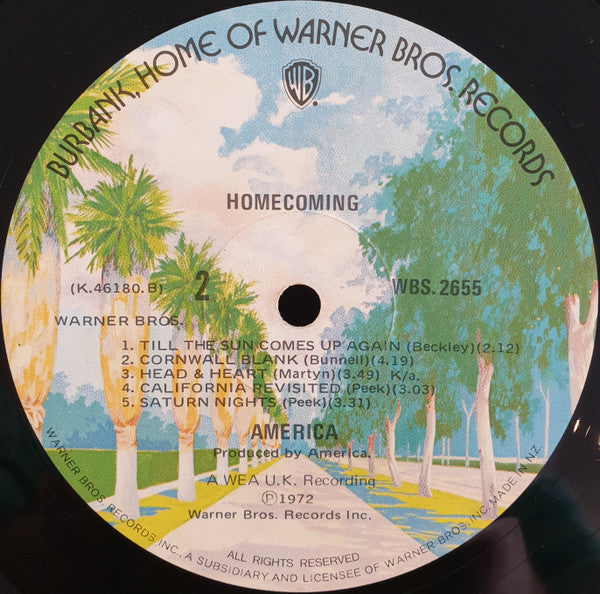 BURBANK, HOME OF WARNER BROS. RECORDS
WB
HOMECOMING
(K.46180.B) 2 WBS.2655
WARNER BROS.
1. TILL THE SUN COMES UP AGAIN (Beckley)(2.12)
2. CORNWALL BLANK (Bunnell)(4.19)
3. HEAD & HEART (Martyn)(3.49) K/a.
4. CALIFORNIA REVISITED (Peek)(3.03)
5. SATURN NIGHTS (Peek)(3.31)
AMERICA
Produced by America.
A WEA U.K. Recording
Ⓟ1972
Warner Bros. Records Inc.
ALL RIGHTS RESERVED
WARNER BROS. RECORDS INC. A SUBSIDIARY AND LICENSEE OF WARNER BROS. INC. MADE IN NZ